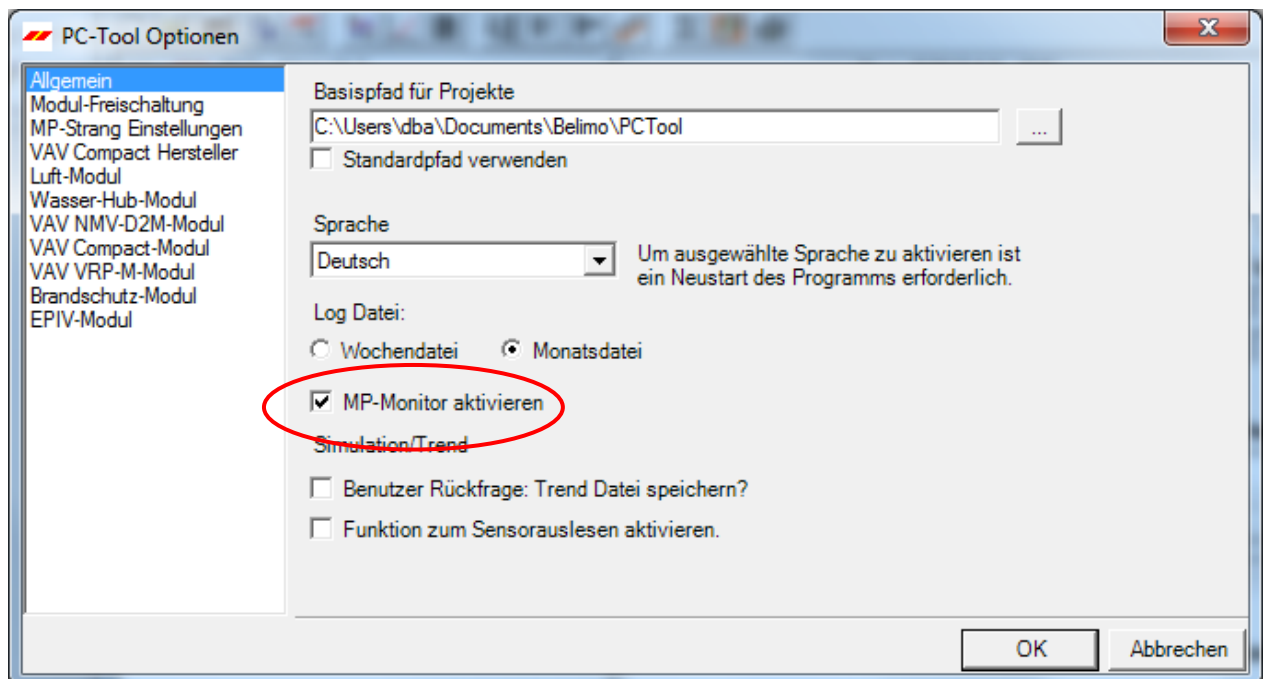 PC-Tool Optionen
Allgemein
Modul-Freischaltung
MP-Strang Einstellungen
VAV Compact Hersteller
Luft-Modul
Wasser-Hub-Modul
VAV NMV-D2M-Modul
VAV Compact-Modul
VAV VRP-M-Modul
Brandschutz-Modul
EPIV-Modul
Basispfad für Projekte
C:\Users\dba\Documents\Belimo\PCTool
...
Standardpfad verwenden
Sprache
Deutsch
Um ausgewählte Sprache zu aktivieren ist
ein Neustart des Programms erforderlich.
Log Datei:
Wochendatei Monatsdatei
MP-Monitor aktivieren
Simulation/Trend
Benutzer Rückfrage: Trend Datei speichern?
Funktion zum Sensorauslesen aktivieren.
OK Abbrechen